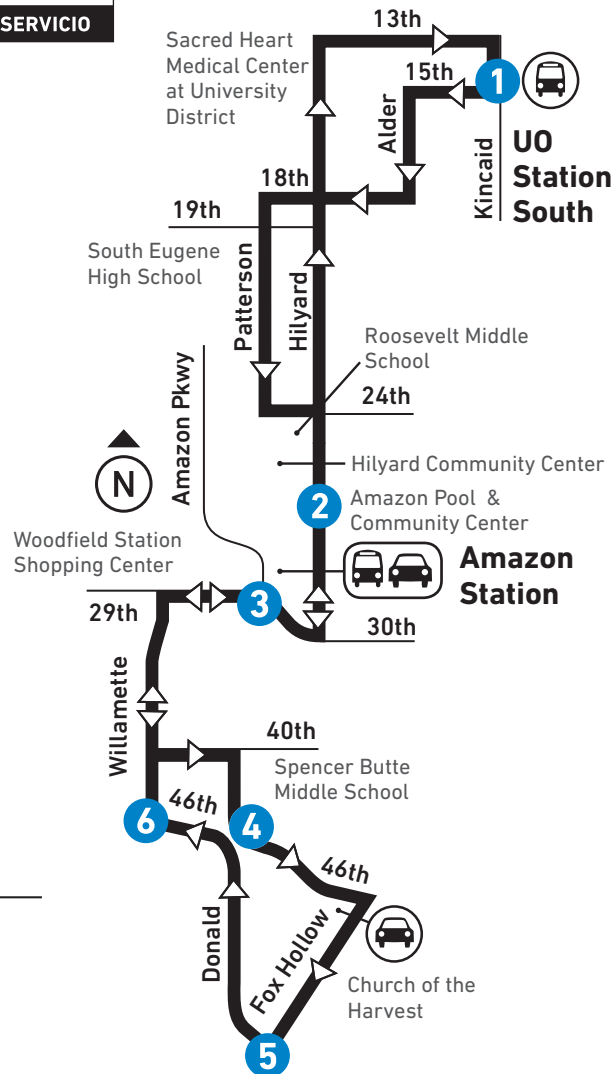 SERVICIO
13th
Sacred Heart
Medical Center
at University
District
15th
1
Alder
Kincaid
UO
Station
South
18th
19th
South Eugene
High School
Patterson
Hilyard
Roosevelt Middle
School
24th
Amazon Pkwy
N
Hilyard Community Center
2
Amazon Pool &
Community Center
Woodfield Station
Shopping Center
Amazon
Station
29th
3
30th
Willamette
40th
Spencer Butte
Middle School
46th
6
4
46th
Donald
Fox Hollow
Church of the
Harvest
5